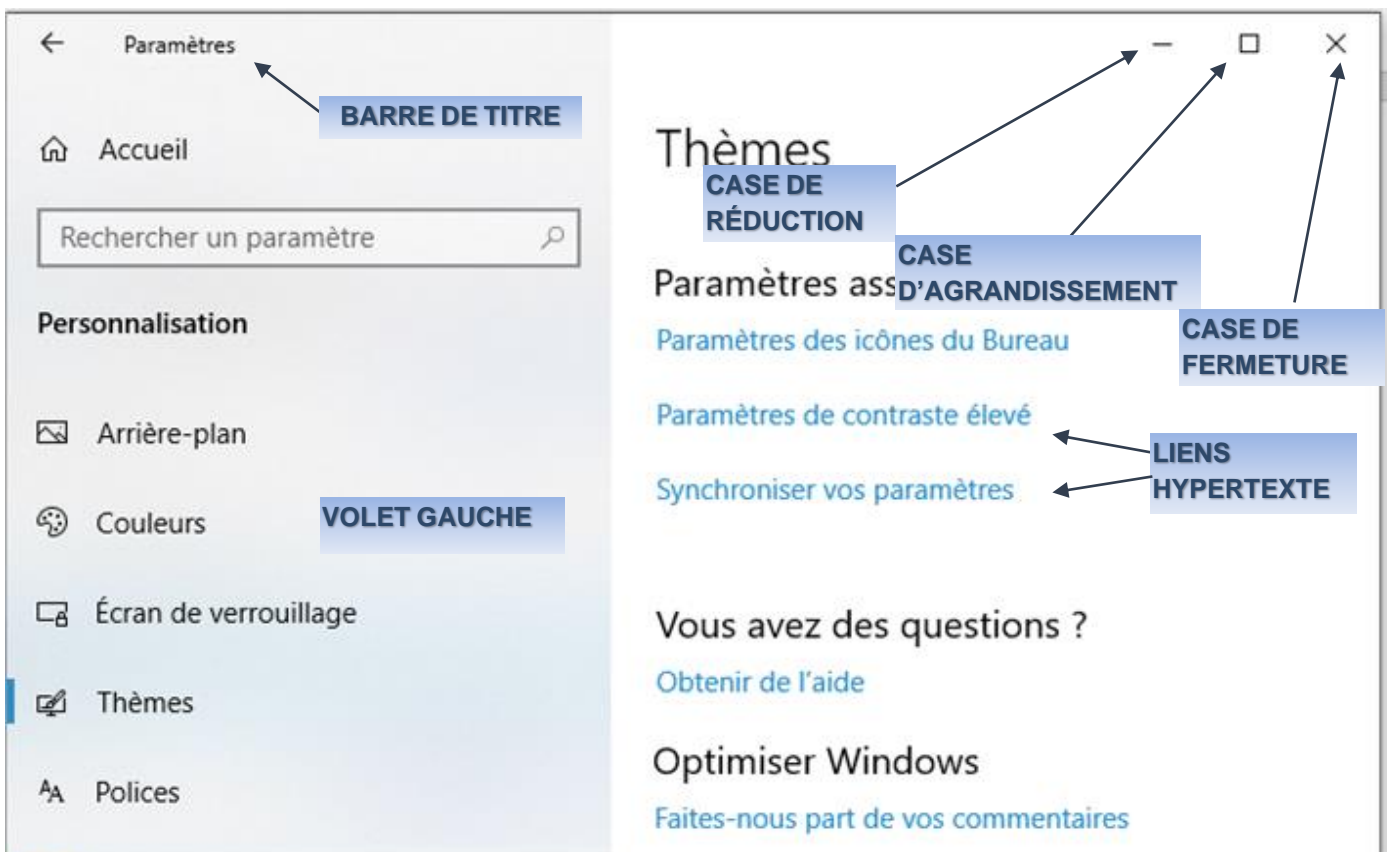 Paramètres
BARRE DE TITRE
Accueil
Rechercher un paramètre
Personnalisation
Arrière-plan
Couleurs
VOLET GAUCHE
Écran de verrouillage
Thèmes
Polices
Thèmes
CASE DE
RÉDUCTION
CASE
D’AGRANDISSEMENT
CASE DE
FERMETURE
Paramètres
Paramètres des icônes du Bureau
Paramètres de contraste élevé
Synchroniser vos paramètres
LIENS
HYPERTEXTE
Vous avez des questions ?
Obtenir de l'aide
Optimiser Windows
Faites-nous part de vos commentaires